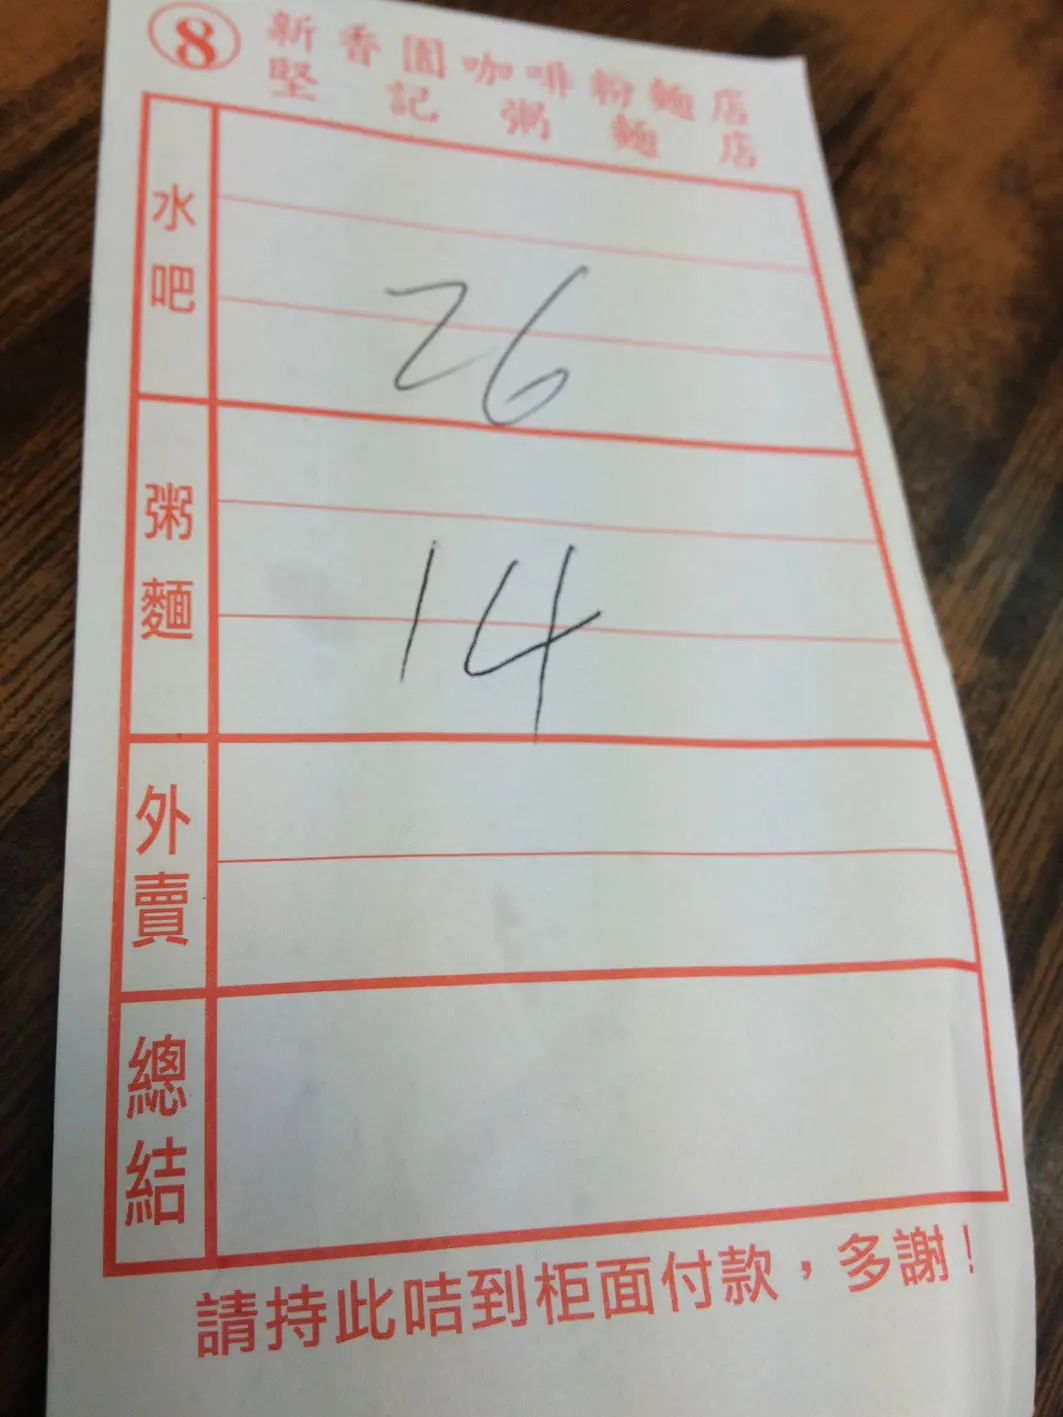 8 新香園咖啡粉麵店
堅記粥麵店
水吧 26
粥麵 14
外賣
總結
請持此咭到柜面付款，多謝！